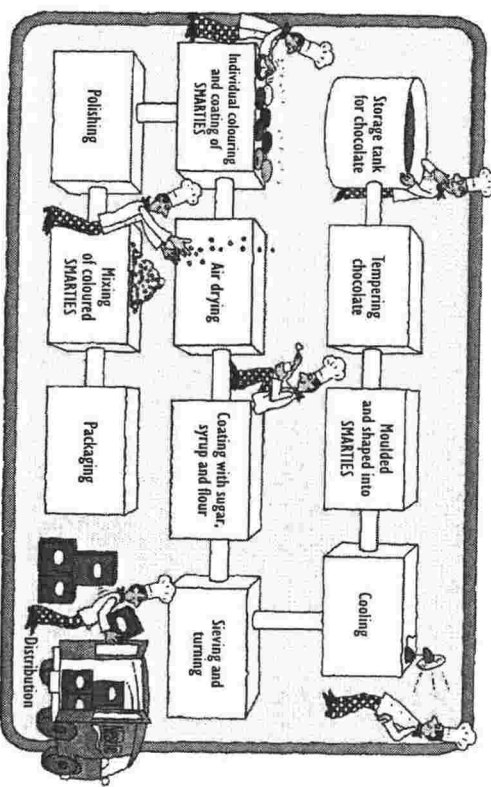 Storage tank
for chocolate
Tempering
chocolate
Moulded
and shaped into
SMARTIES
Cooling
Sieving and
turning
Coating with sugar,
syrup and flour
Air drying
Individual colouring
and coating of
SMARTIES
Polishing
Mixing
of coloured
SMARTIES
Packaging
Distribution